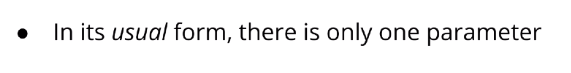 ● In its usual form, there is only one parameter